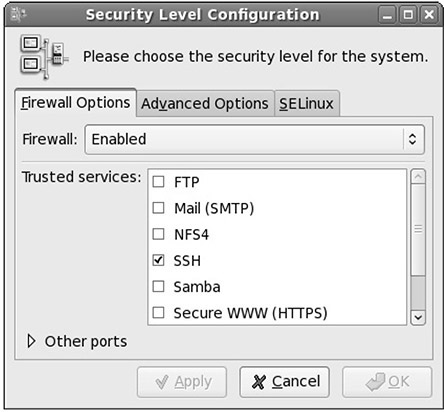 Security Level Configuration
Please choose the security level for the system.
Firewall Options Advanced Options SELinux
Firewall: Enabled
Trusted services: FTP
Mail (SMTP)
NFS4
SSH
Samba
Secure WWW (HTTPS)
Other ports
Apply Cancel OK